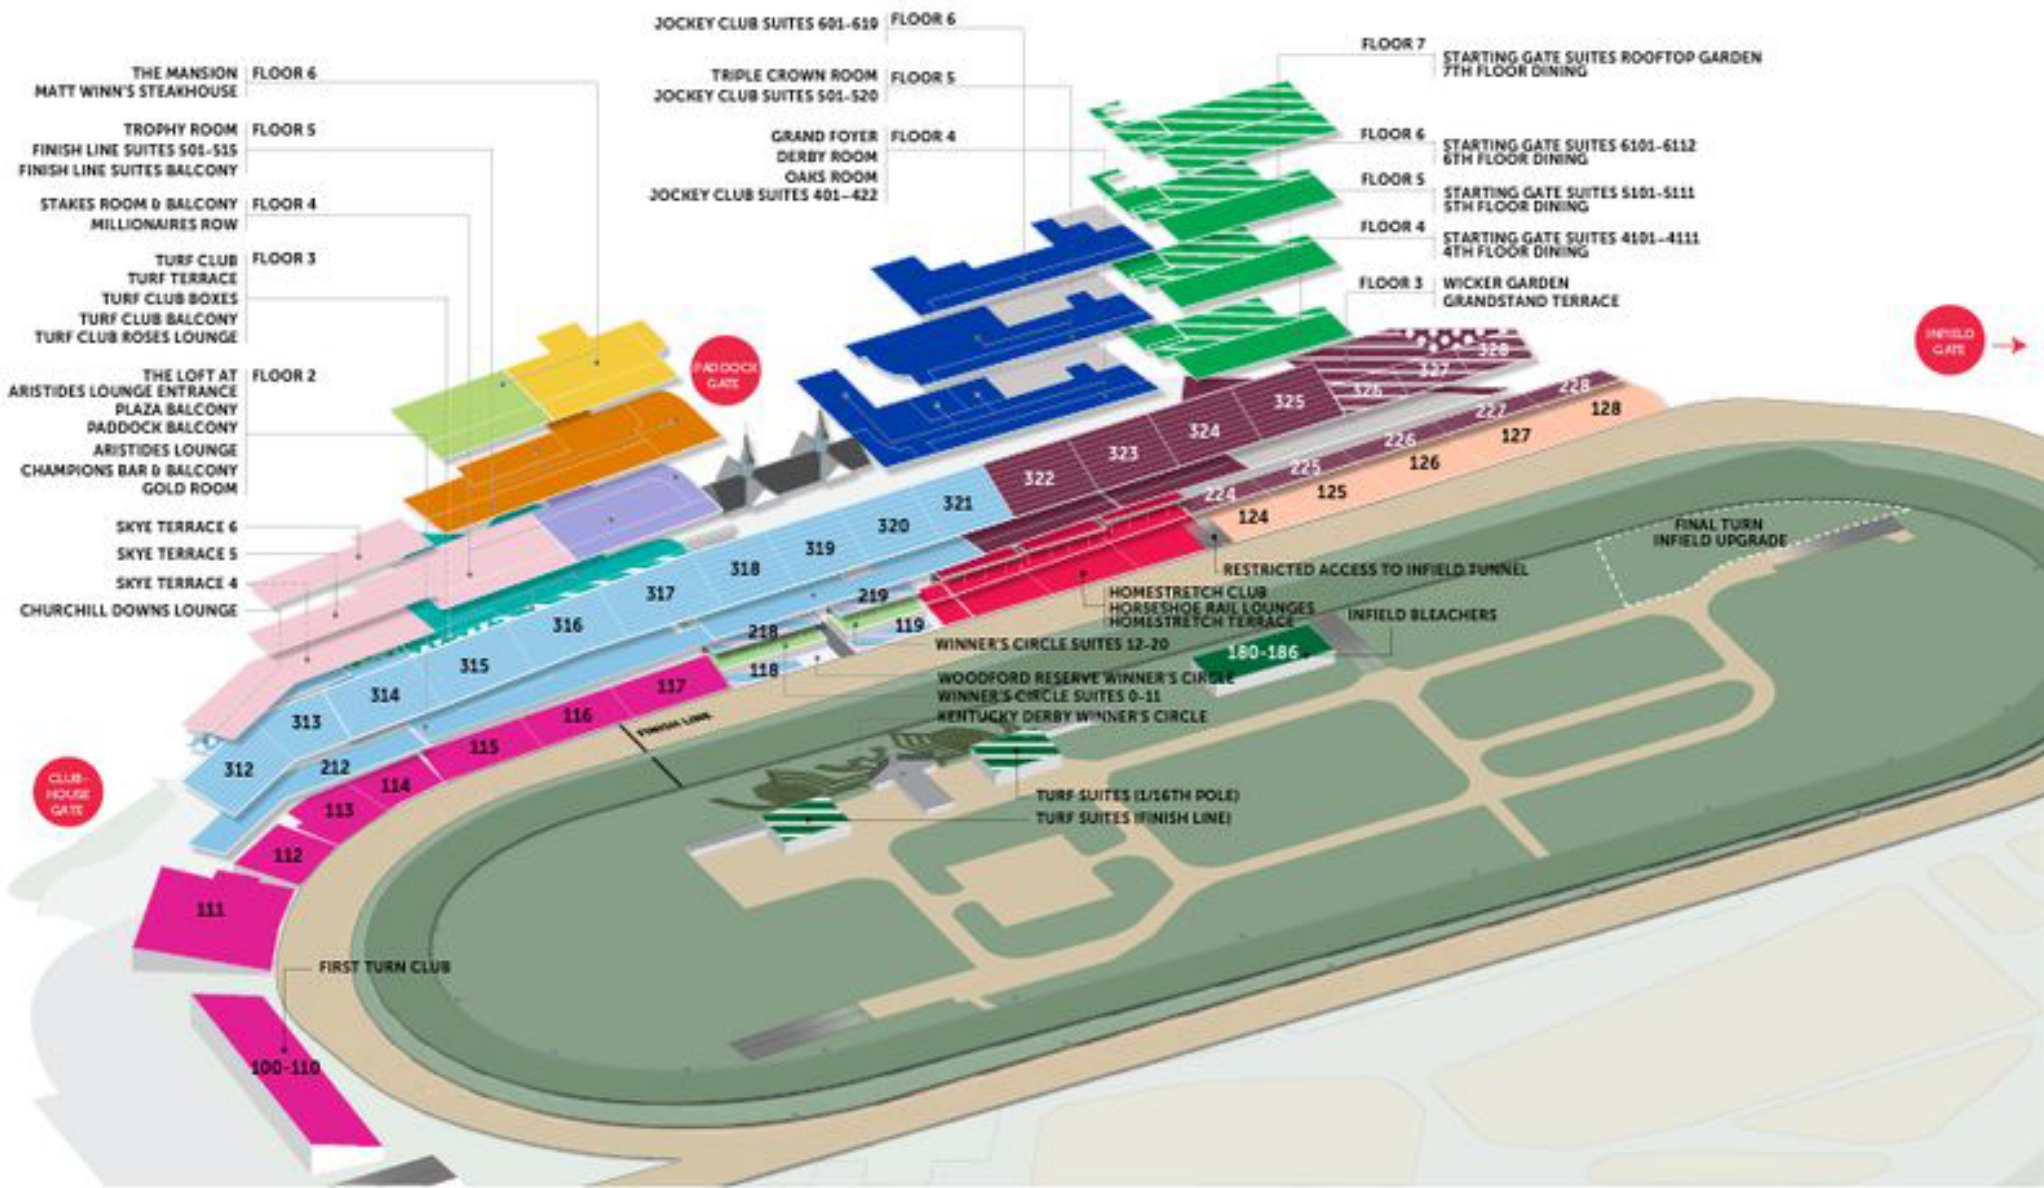 JOCKEY CLUB SUITES 601-619 FLOOR 6
TRIPLE CROWN ROOM FLOOR 5
JOCKEY CLUB SUITES 501-520
GRAND FOYER FLOOR 4
DERBY ROOM
OAKS ROOM
JOCKEY CLUB SUITES 401-422
FLOOR 7
STARTING GATE SUITES ROOFTOP GARDEN
7TH FLOOR DINING
FLOOR 6
STARTING GATE SUITES 6101-6112
6TH FLOOR DINING
FLOOR 5
STARTING GATE SUITES 5101-5111
5TH FLOOR DINING
FLOOR 4
STARTING GATE SUITES 4101-4111
4TH FLOOR DINING
FLOOR 3
WICKER GARDEN
GRANDSTAND TERRACE
THE MANSION FLOOR 6
MATT WINN'S STEAKHOUSE
TROPHY ROOM FLOOR 5
FINISH LINE SUITES 501-515
FINISH LINE SUITES BALCONY
STAKES ROOM & BALCONY FLOOR 4
MILLIONAIRES ROW
TURF CLUB FLOOR 3
TURF TERRACE
TURF CLUB BOXES
TURF CLUB BALCONY
TURF CLUB ROSES LOUNGE
THE LOFT AT FLOOR 2
ARISTIDES LOUNGE ENTRANCE
PLAZA BALCONY
PADDOCK BALCONY
ARISTIDES LOUNGE
CHAMPIONS BAR & BALCONY
GOLD ROOM
SKYE TERRACE 6
SKYE TERRACE 5
SKYE TERRACE 4
CHURCHILL DOWNS LOUNGE
PADDOCK
GATE
INFIELD
GATE
CLUB-
HOUSE
GATE
328
327
326
325
324
323
322
321
320
319
318
317
316
315
314
313
312
228
227
226
225
224
219
218
212
128
127
126
125
124
119
118
117
116
115
114
113
112
111
100-110
FIRST TURN CLUB
FINISH LINE
FINAL TURN
INFIELD UPGRADE
RESTRICTED ACCESS TO INFIELD TUNNEL
HOMESTRETCH CLUB
HORSESHOE RAIL LOUNGES
HOMESTRETCH TERRACE
INFIELD BLEACHERS
180-186
WINNER'S CIRCLE SUITES 12-20
WOODFORD RESERVE WINNER'S CIRCLE
WINNER'S CIRCLE SUITES 0-11
KENTUCKY DERBY WINNER'S CIRCLE
TURF SUITES (1/16TH POLE)
TURF SUITES (FINISH LINE)